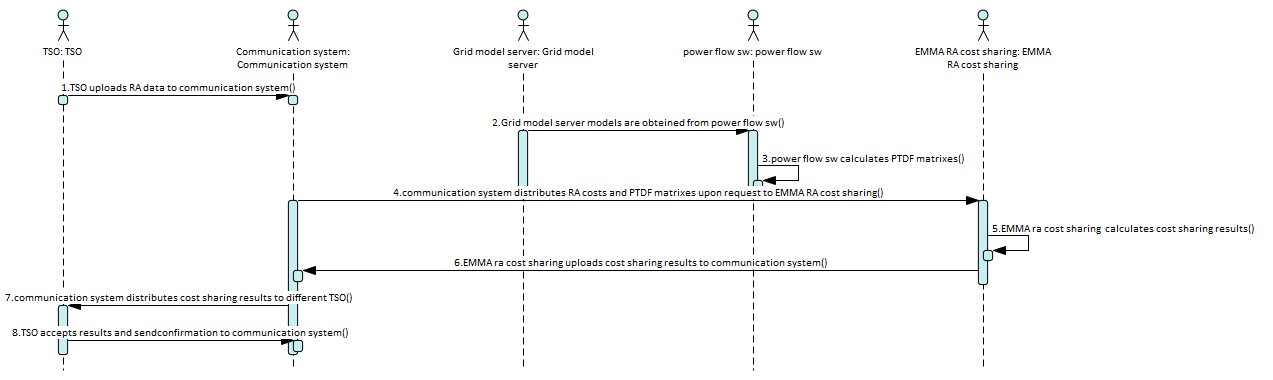 TSO: TSO
Communication system:
Communication system
Grid model server: Grid model
server
power flow sw: power flow sw
EMMA RA cost sharing: EMMA
RA cost sharing
1.TSO uploads RA data to communication system()
2.Grid model server models are obteined from power flow sw()
3.power flow sw calculates PTDF matrixes()
4.communication system distributes RA costs and PTDF matrixes upon request to EMMA RA cost sharing()
5.EMMA ra cost sharing calculates cost sharing results()
6.EMMA ra cost sharing uploads cost sharing results to communication system()
7.communication system distributes cost sharing results to different TSO()
8.TSO accepts results and sendconfirmation to communication system()